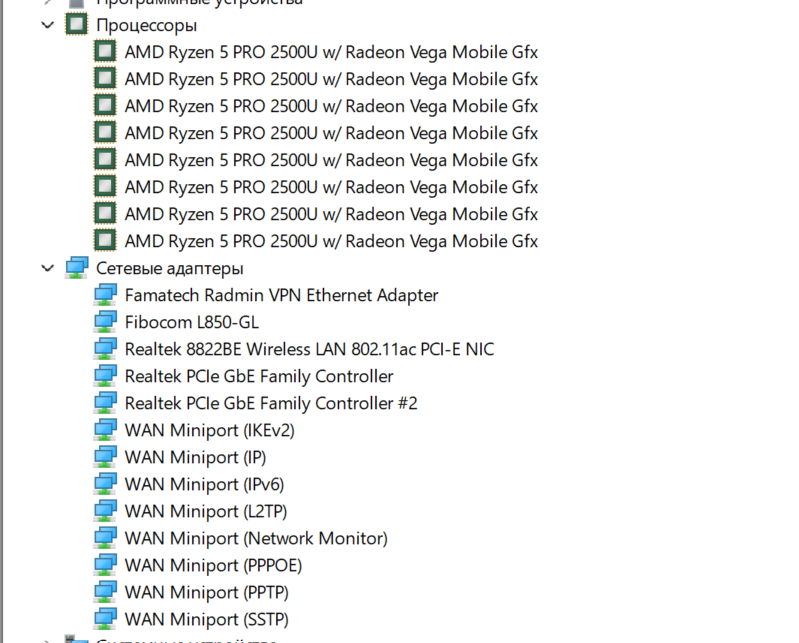 Программные устройства
Процессоры
AMD Ryzen 5 PRO 2500U w/ Radeon Vega Mobile Gfx
AMD Ryzen 5 PRO 2500U w/ Radeon Vega Mobile Gfx
AMD Ryzen 5 PRO 2500U w/ Radeon Vega Mobile Gfx
AMD Ryzen 5 PRO 2500U w/ Radeon Vega Mobile Gfx
AMD Ryzen 5 PRO 2500U w/ Radeon Vega Mobile Gfx
AMD Ryzen 5 PRO 2500U w/ Radeon Vega Mobile Gfx
AMD Ryzen 5 PRO 2500U w/ Radeon Vega Mobile Gfx
AMD Ryzen 5 PRO 2500U w/ Radeon Vega Mobile Gfx
Сетевые адаптеры
Famatech Radmin VPN Ethernet Adapter
Fibocom L850-GL
Realtek 8822BE Wireless LAN 802.11ac PCI-E NIC
Realtek PCIe GbE Family Controller
Realtek PCIe GbE Family Controller #2
WAN Miniport (IKEv2)
WAN Miniport (IP)
WAN Miniport (IPv6)
WAN Miniport (L2TP)
WAN Miniport (Network Monitor)
WAN Miniport (PPPOE)
WAN Miniport (PPTP)
WAN Miniport (SSTP)
Системные устройства